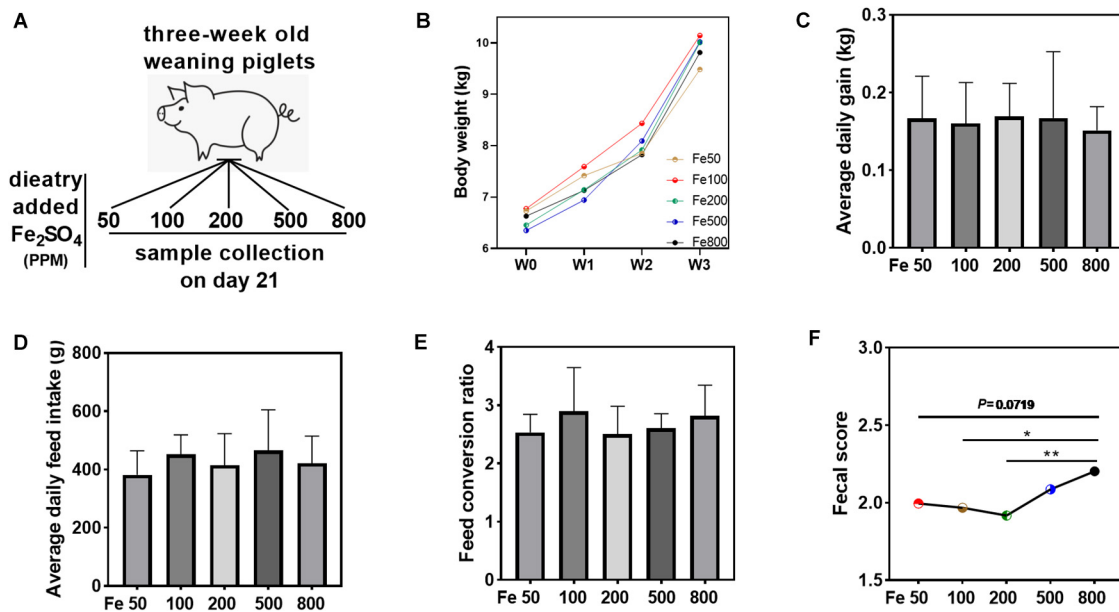 A
three-week old
weaning piglets
dieatry
added
Fe2SO4
(PPM)
50 100 200 500 800
sample collection
on day 21
B
Body weight (kg)
10
9
8
7
6
W0 W1 W2 W3
Fe50
Fe100
Fe200
Fe500
Fe800
C
Average daily gain (kg)
0.3
0.2
0.1
0.0
Fe 50 100 200 500 800
D
Average daily feed intake (g)
800
600
400
200
0
Fe 50 100 200 500 800
E
Feed conversion ratio
4
3
2
1
0
Fe 50 100 200 500 800
F
Fecal score
3.0
2.5
2.0
1.5
P=0.0719
*
**
Fe 50 100 200 500 800